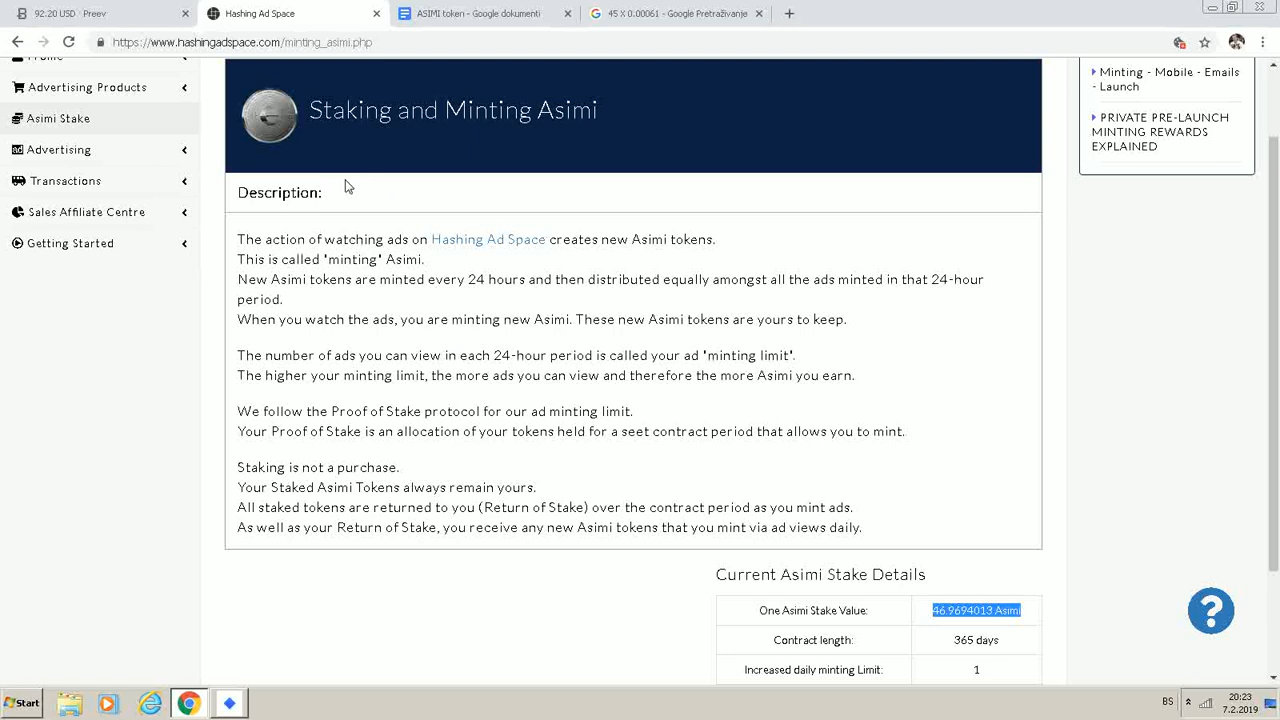 92.20 USD - Preev
Hashing Ad Space
ASIMI token - Google dokumenti
45 X 0.00061 - Google Pretraživanje
https://www.hashingadspace.com/minting_asimi.php
Advertising Products
Asimi Stake
Advertising
Transactions
Sales Affiliate Centre
Getting Started
Staking and Minting Asimi
Description:
The action of watching ads on Hashing Ad Space creates new Asimi tokens.
This is called "minting" Asimi.
New Asimi tokens are minted every 24 hours and then distributed equally amongst all the ads minted in that 24-hour
period.
When you watch the ads, you are minting new Asimi. These new Asimi tokens are yours to keep.
The number of ads you can view in each 24-hour period is called your ad "minting limit".
The higher your minting limit, the more ads you can view and therefore the more Asimi you earn.
We follow the Proof of Stake protocol for our ad minting limit.
Your Proof of Stake is an allocation of your tokens held for a seet contract period that allows you to mint.
Staking is not a purchase.
Your Staked Asimi Tokens always remain yours.
All staked tokens are returned to you (Return of Stake) over the contract period as you mint ads.
As well as your Return of Stake, you receive any new Asimi tokens that you mint via ad views daily.
Current Asimi Stake Details
One Asimi Stake Value: 46.9694013 Asimi
Contract length: 365 days
Increased daily minting Limit: 1
Minting - Mobile - Emails
- Launch
PRIVATE PRE-LAUNCH
MINTING REWARDS
EXPLAINED
?
Start
BS
20:23
7.2.2019